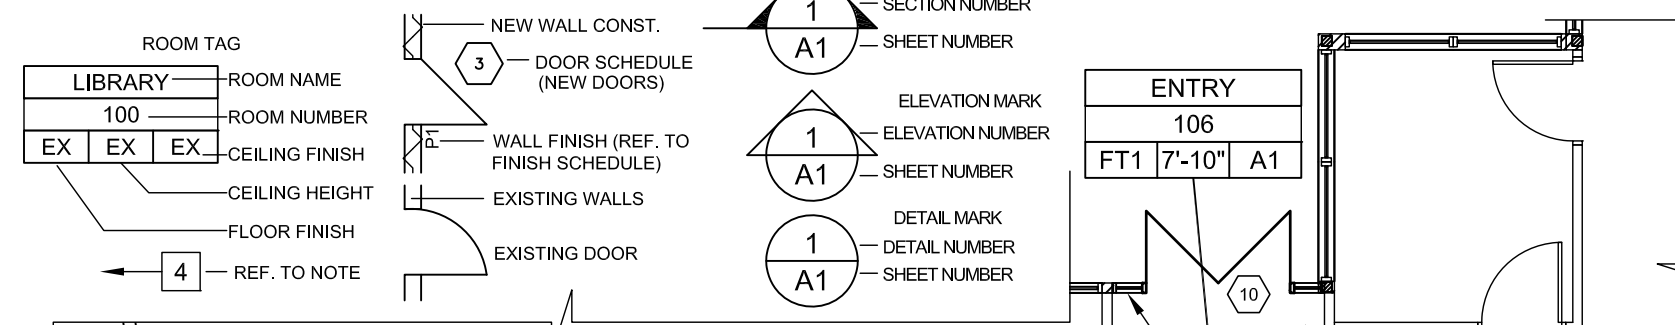 ROOM TAG
LIBRARY
ROOM NAME
100
ROOM NUMBER
EX EX EX
CEILING FINISH
CEILING HEIGHT
FLOOR FINISH
4
REF. TO NOTE
NEW WALL CONST.
3
DOOR SCHEDULE
(NEW DOORS)
P1
WALL FINISH (REF. TO
FINISH SCHEDULE)
EXISTING WALLS
EXISTING DOOR
1
SECTION NUMBER
A1
SHEET NUMBER
ELEVATION MARK
1
ELEVATION NUMBER
A1
SHEET NUMBER
DETAIL MARK
1
DETAIL NUMBER
A1
SHEET NUMBER
ENTRY
106
FT1 7'-10" A1
10